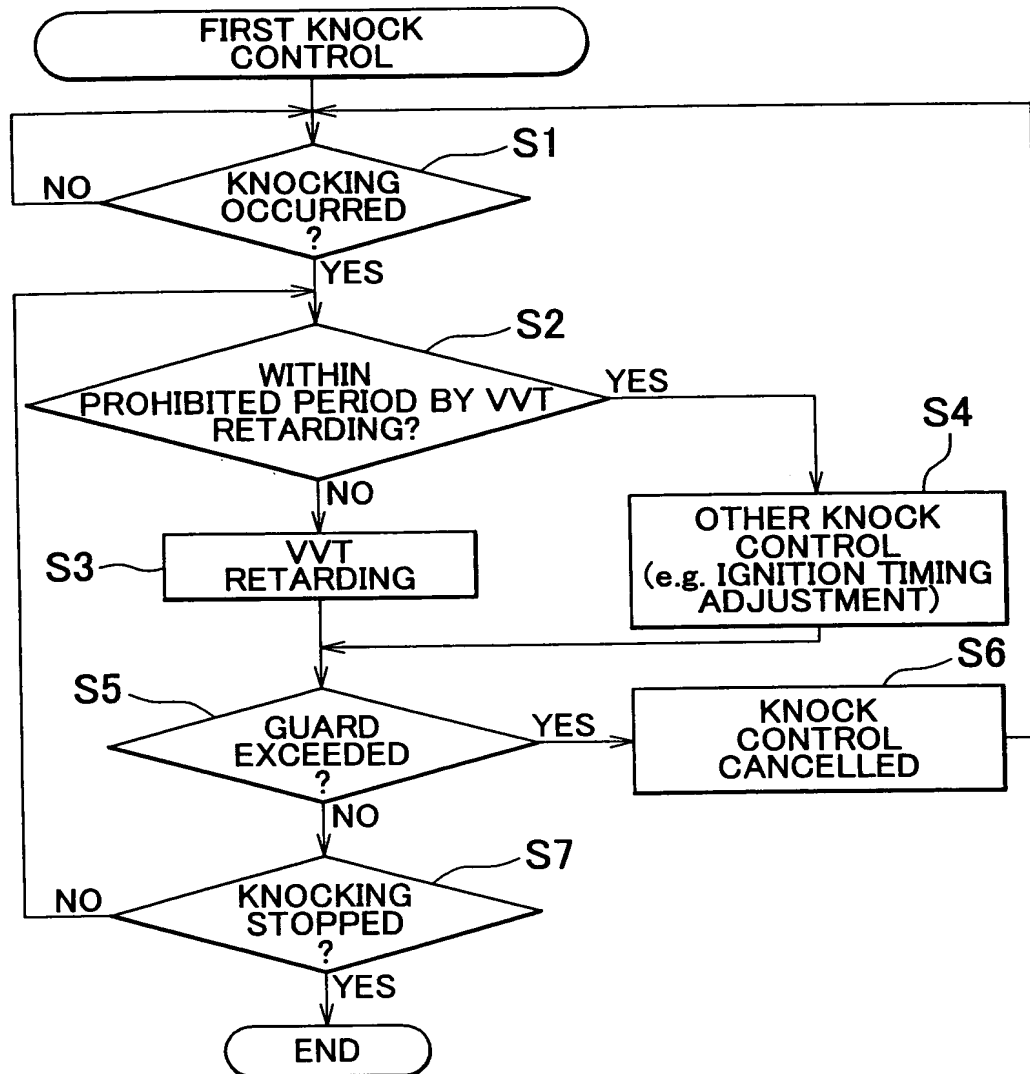 FIRST KNOCK
CONTROL
S1
NO
KNOCKING
OCCURRED
?
YES
S2
WITHIN
PROHIBITED PERIOD BY VVT
RETARDING?
YES
NO
S4
S3
VVT
RETARDING
OTHER KNOCK
CONTROL
(e.g. IGNITION TIMING
ADJUSTMENT)
S5
GUARD
EXCEEDED
?
YES
S6
KNOCK
CONTROL
CANCELLED
NO
S7
NO
KNOCKING
STOPPED
?
YES
END